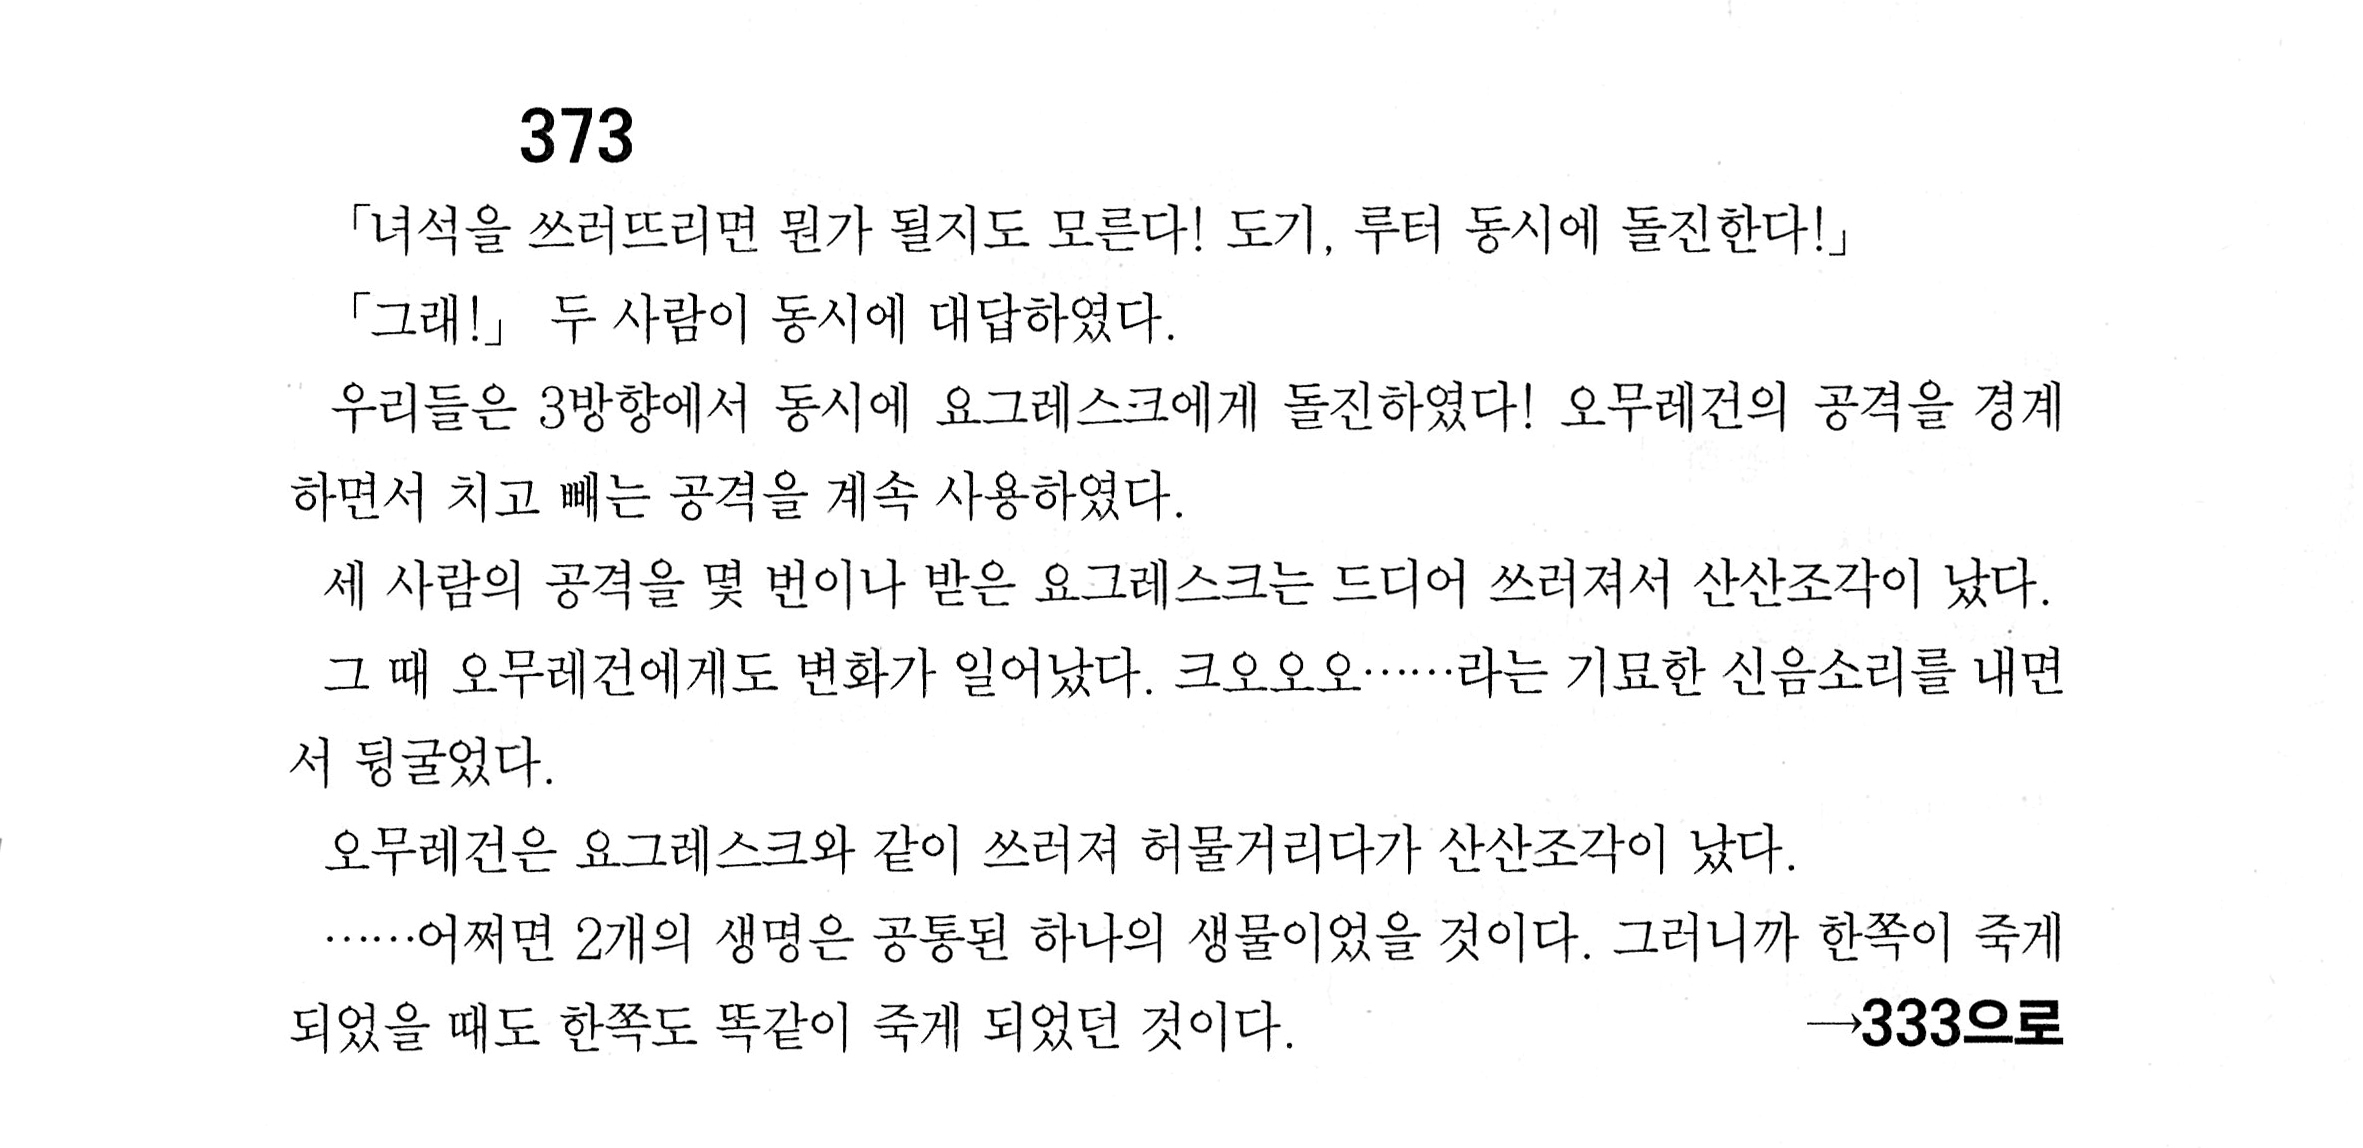 373
「녀석을 쓰러뜨리면 뭔가 될지도 모른다! 도기, 루터 동시에 돌진한다!」
「그래!」 두 사람이 동시에 대답하였다.
우리들은 3방향에서 동시에 요그레스크에게 돌진하였다! 오무레건의 공격을 경계
하면서 치고 빼는 공격을 계속 사용하였다.
세 사람의 공격을 몇 번이나 받은 요그레스크는 드디어 쓰러져서 산산조각이 났다.
그 때 오무레건에게도 변화가 일어났다. 크오오오……라는 기묘한 신음소리를 내면
서 뒹굴었다.
오무레건은 요그레스크와 같이 쓰러져 허물거리다가 산산조각이 났다.
……어쩌면 2개의 생명은 공통된 하나의 생물이었을 것이다. 그러니까 한쪽이 죽게
되었을 때도 한쪽도 똑같이 죽게 되었던 것이다. →333으로